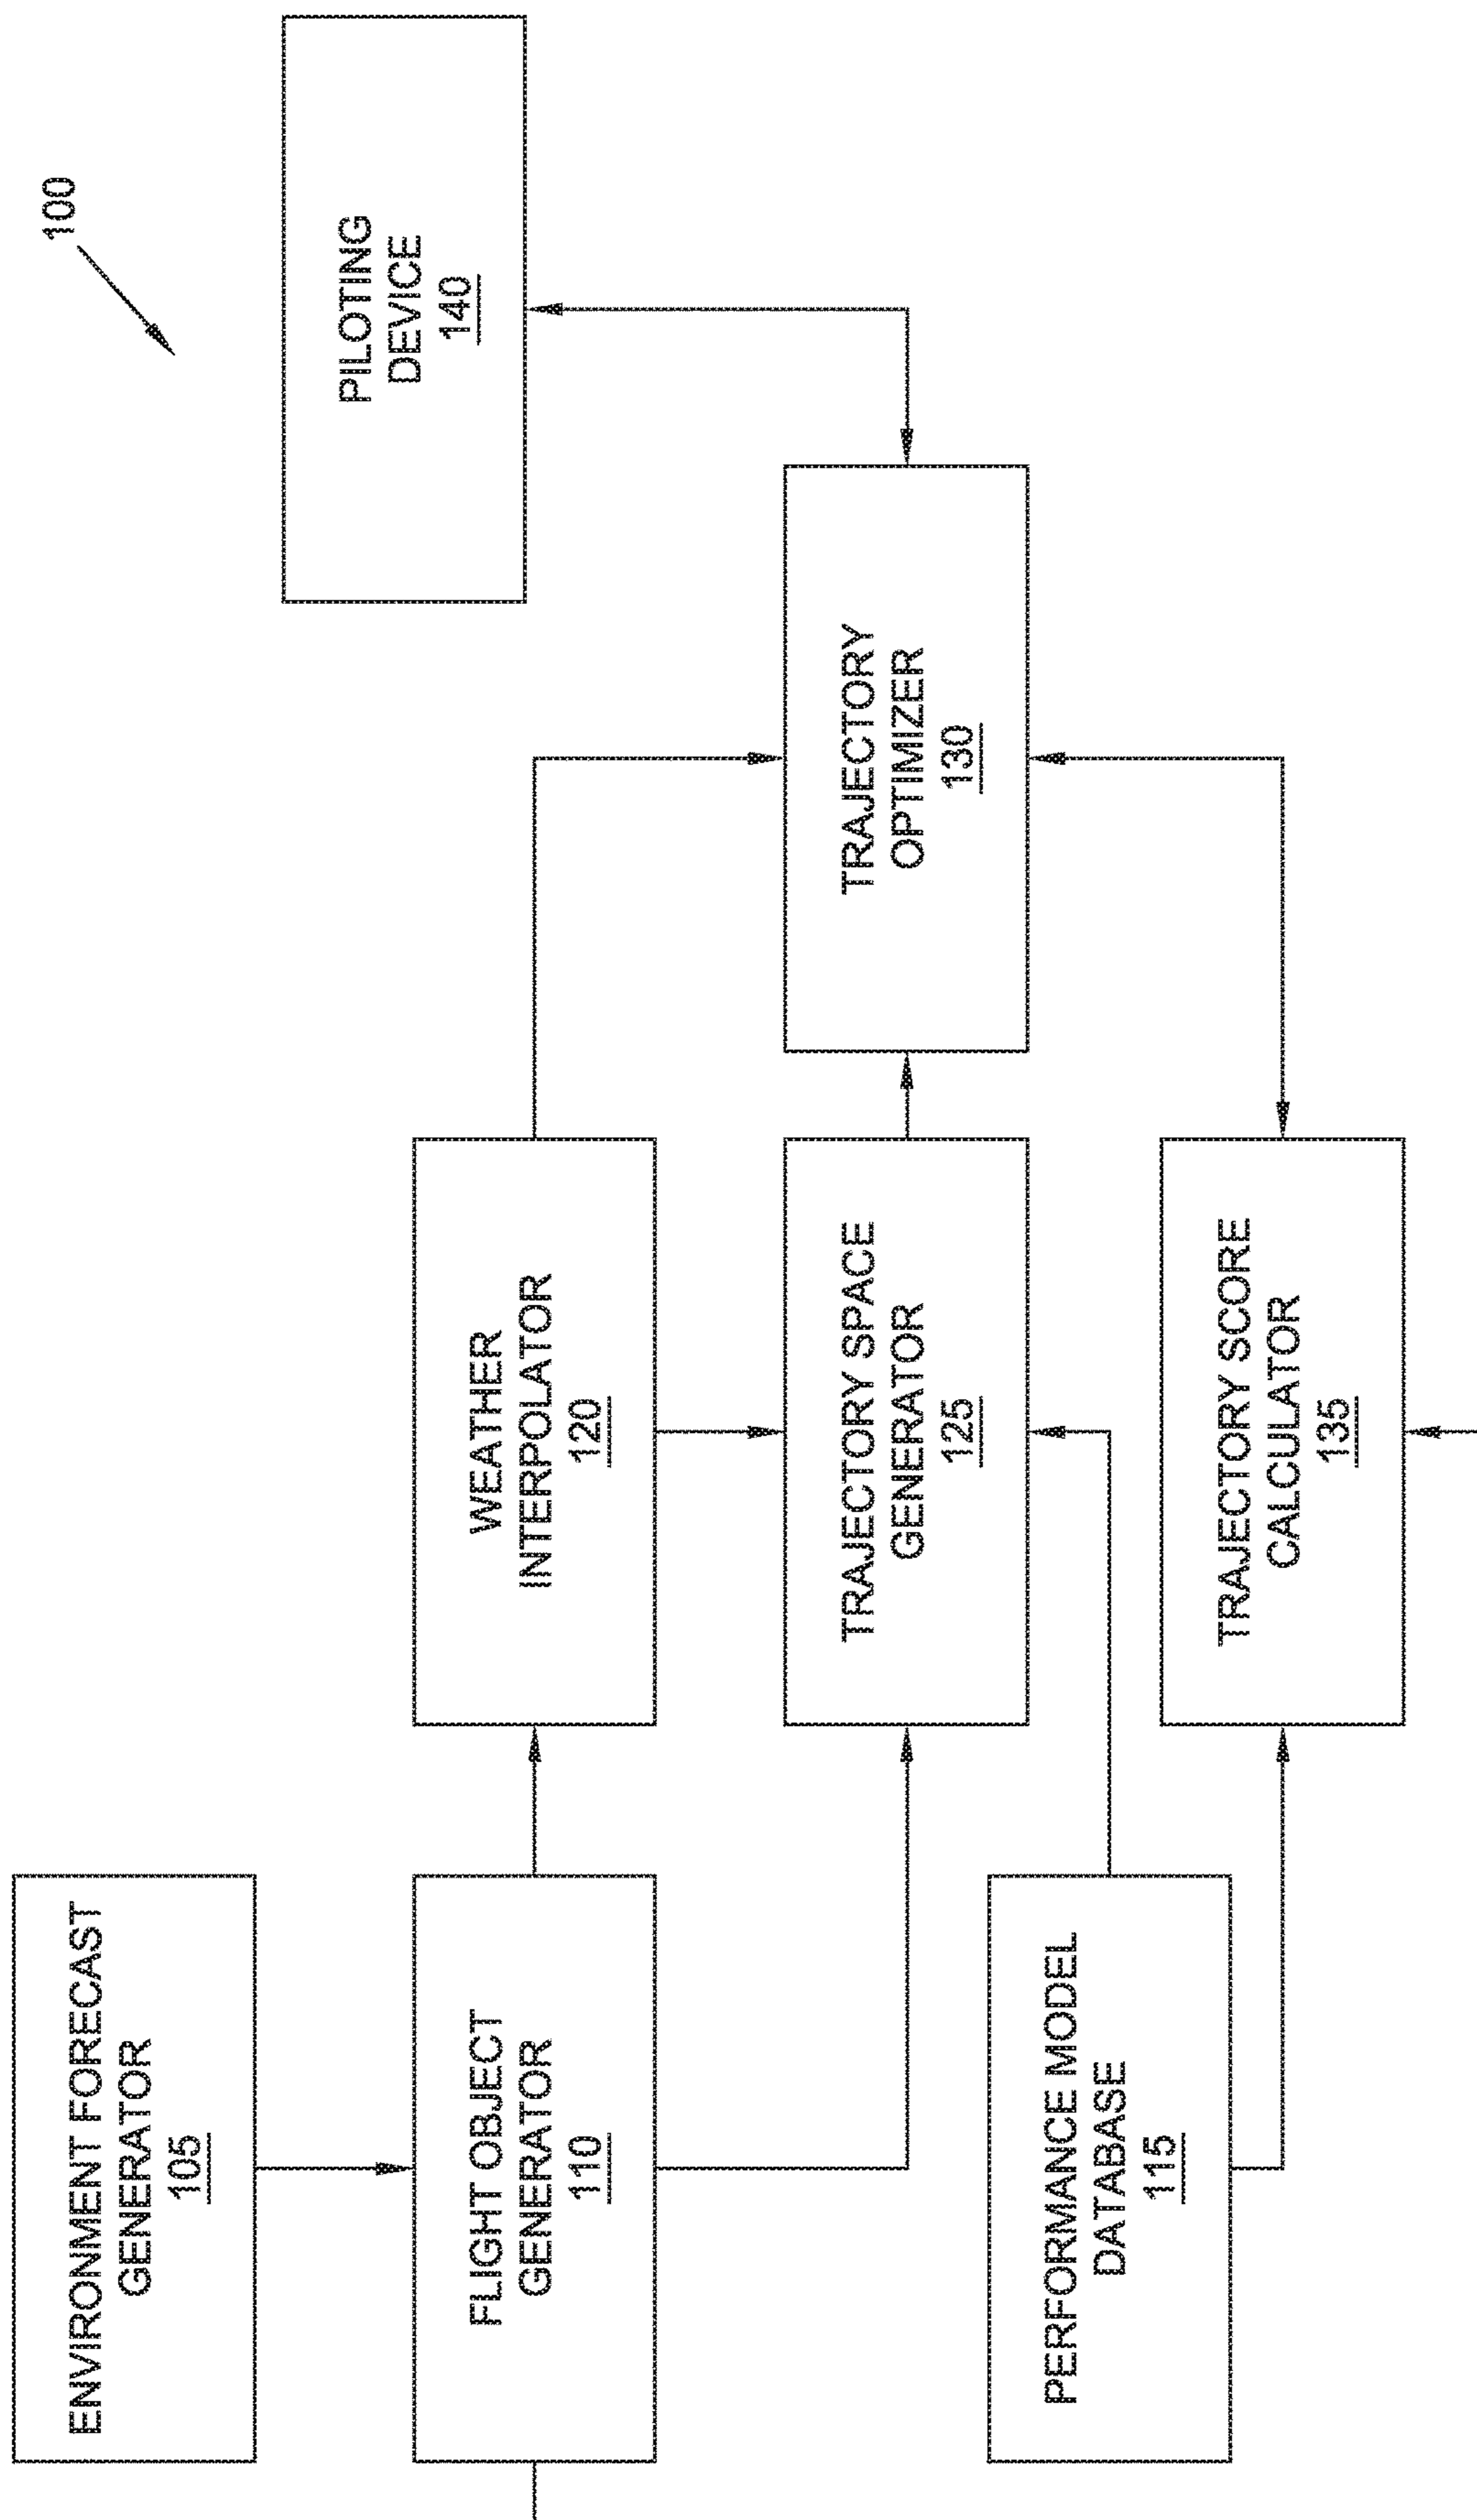 100
ENVIRONMENT FORECAST
GENERATOR
105
FLIGHT OBJECT
GENERATOR
110
PERFORMANCE MODEL
DATABASE
115
WEATHER
INTERPOLATOR
120
TRAJECTORY SPACE
GENERATOR
125
TRAJECTORY SCORE
CALCULATOR
135
TRAJECTORY
OPTIMIZER
130
PILOTING
DEVICE
140